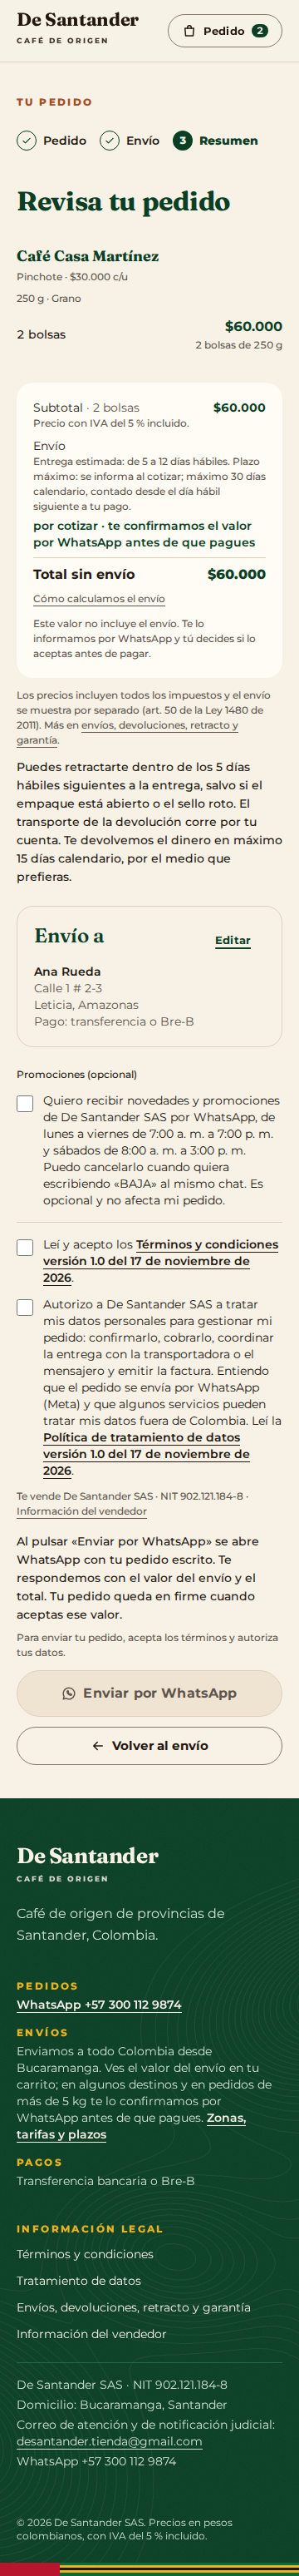 De Santander
CAFÉ DE ORIGEN
Pedido 2
TU PEDIDO
Pedido Envío 3 Resumen
Revisa tu pedido
Café Casa Martínez
Pinchote · $30.000 c/u
250 g · Grano
2 bolsas $60.000
2 bolsas de 250 g
Subtotal · 2 bolsas $60.000
Precio con IVA del 5 % incluido.
Envío
Entrega estimada: de 5 a 12 días hábiles. Plazo
máximo: se informa al cotizar; máximo 30 días
calendario, contado desde el día hábil
siguiente a tu pago.
por cotizar · te confirmamos el valor
por WhatsApp antes de que pagues
Total sin envío $60.000
Cómo calculamos el envío
Este valor no incluye el envío. Te lo
informamos por WhatsApp y tú decides si lo
aceptas antes de pagar.
Los precios incluyen todos los impuestos y el envío
se muestra por separado (art. 50 de la Ley 1480 de
2011). Más en envíos, devoluciones, retracto y
garantía.
Puedes retractarte dentro de los 5 días
hábiles siguientes a la entrega, salvo si el
empaque está abierto o el sello roto. El
transporte de la devolución corre por tu
cuenta. Te devolvemos el dinero en máximo
15 días calendario, por el medio que
prefieras.
Envío a Editar
Ana Rueda
Calle 1 # 2-3
Leticia, Amazonas
Pago: transferencia o Bre-B
Promociones (opcional)
Quiero recibir novedades y promociones
de De Santander SAS por WhatsApp, de
lunes a viernes de 7:00 a. m. a 7:00 p. m.
y sábados de 8:00 a. m. a 3:00 p. m.
Puedo cancelarlo cuando quiera
escribiendo «BAJA» al mismo chat. Es
opcional y no afecta mi pedido.
Leí y acepto los Términos y condiciones
versión 1.0 del 17 de noviembre de
2026.
Autorizo a De Santander SAS a tratar
mis datos personales para gestionar mi
pedido: confirmarlo, cobrarlo, coordinar
la entrega con la transportadora o el
mensajero y emitir la factura. Entiendo
que el pedido se envía por WhatsApp
(Meta) y que algunos servicios pueden
tratar mis datos fuera de Colombia. Leí la
Política de tratamiento de datos
versión 1.0 del 17 de noviembre de
2026.
Te vende De Santander SAS · NIT 902.121.184-8 ·
Información del vendedor
Al pulsar «Enviar por WhatsApp» se abre
WhatsApp con tu pedido escrito. Te
respondemos con el valor del envío y el
total. Tu pedido queda en firme cuando
aceptas ese valor.
Para enviar tu pedido, acepta los términos y autoriza
tus datos.
Enviar por WhatsApp
Volver al envío
De Santander
CAFÉ DE ORIGEN
Café de origen de provincias de
Santander, Colombia.
PEDIDOS
WhatsApp +57 300 112 9874
ENVÍOS
Enviamos a todo Colombia desde
Bucaramanga. Ves el valor del envío en tu
carrito; en algunos destinos y en pedidos de
más de 5 kg te lo confirmamos por
WhatsApp antes de que pagues. Zonas,
tarifas y plazos
PAGOS
Transferencia bancaria o Bre-B
INFORMACIÓN LEGAL
Términos y condiciones
Tratamiento de datos
Envíos, devoluciones, retracto y garantía
Información del vendedor
De Santander SAS · NIT 902.121.184-8
Domicilio: Bucaramanga, Santander
Correo de atención y de notificación judicial:
desantander.tienda@gmail.com
WhatsApp +57 300 112 9874
© 2026 De Santander SAS. Precios en pesos
colombianos, con IVA del 5 % incluido.